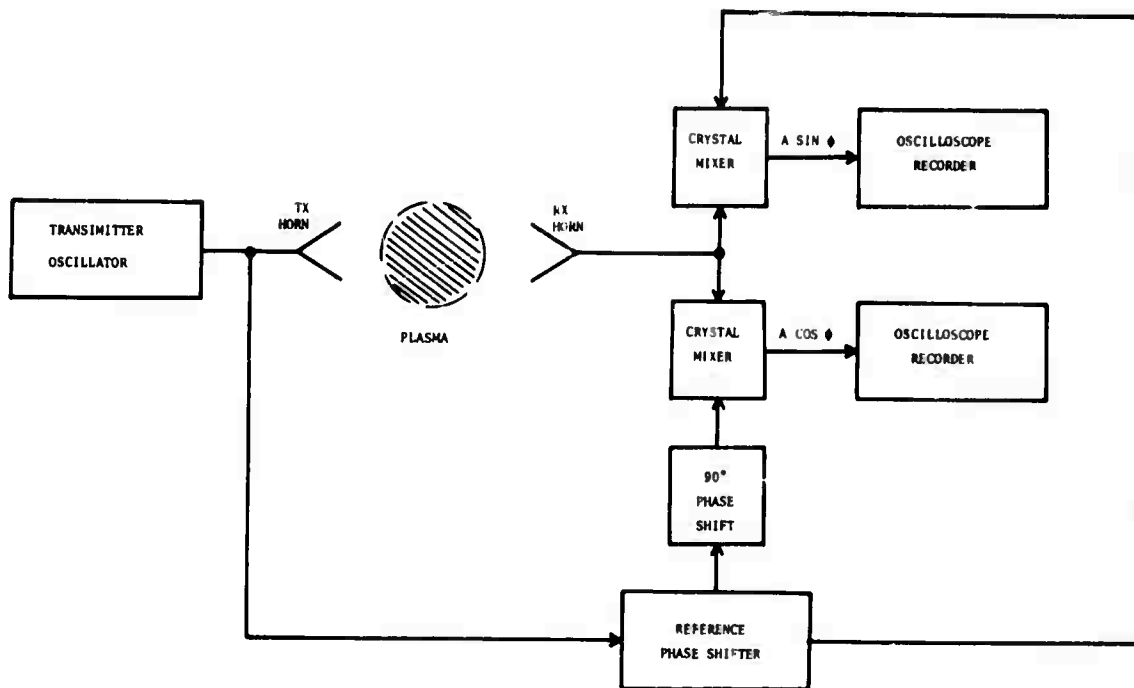 CRYSTAL
MIXER
A SIN ϕ
OSCILLOSCOPE
RECORDER
TX
HORN
RX
HORN
TRANSIMITTER
OSCILLATOR
PLASMA
CRYSTAL
MIXER
A COS ϕ
OSCILLOSCOPE
RECORDER
90°
PHASE
SHIFT
REFERENCE
PHASE SHIFTER